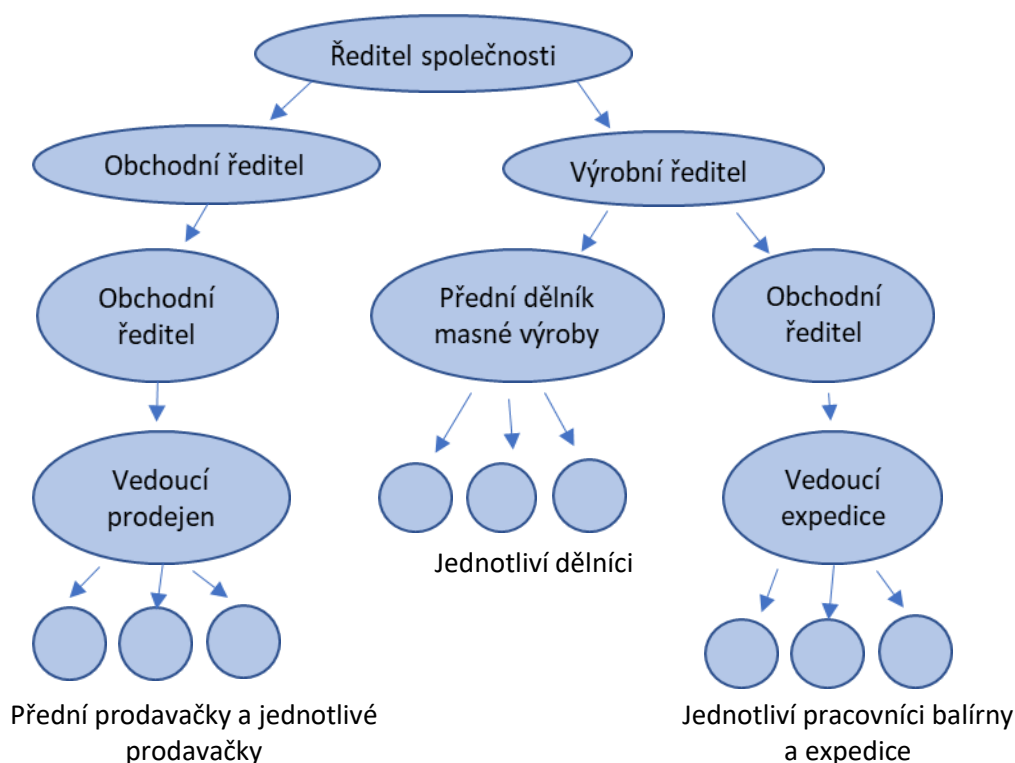 Ředitel společnosti
Obchodní ředitel
Výrobní ředitel
Obchodní
ředitel
Přední dělník
masné výroby
Obchodní
ředitel
Vedoucí
prodejen
Vedoucí
expedice
Jednotliví dělníci
Přední prodavačky a jednotlivé
prodavačky
Jednotliví pracovníci balírny
a expedice